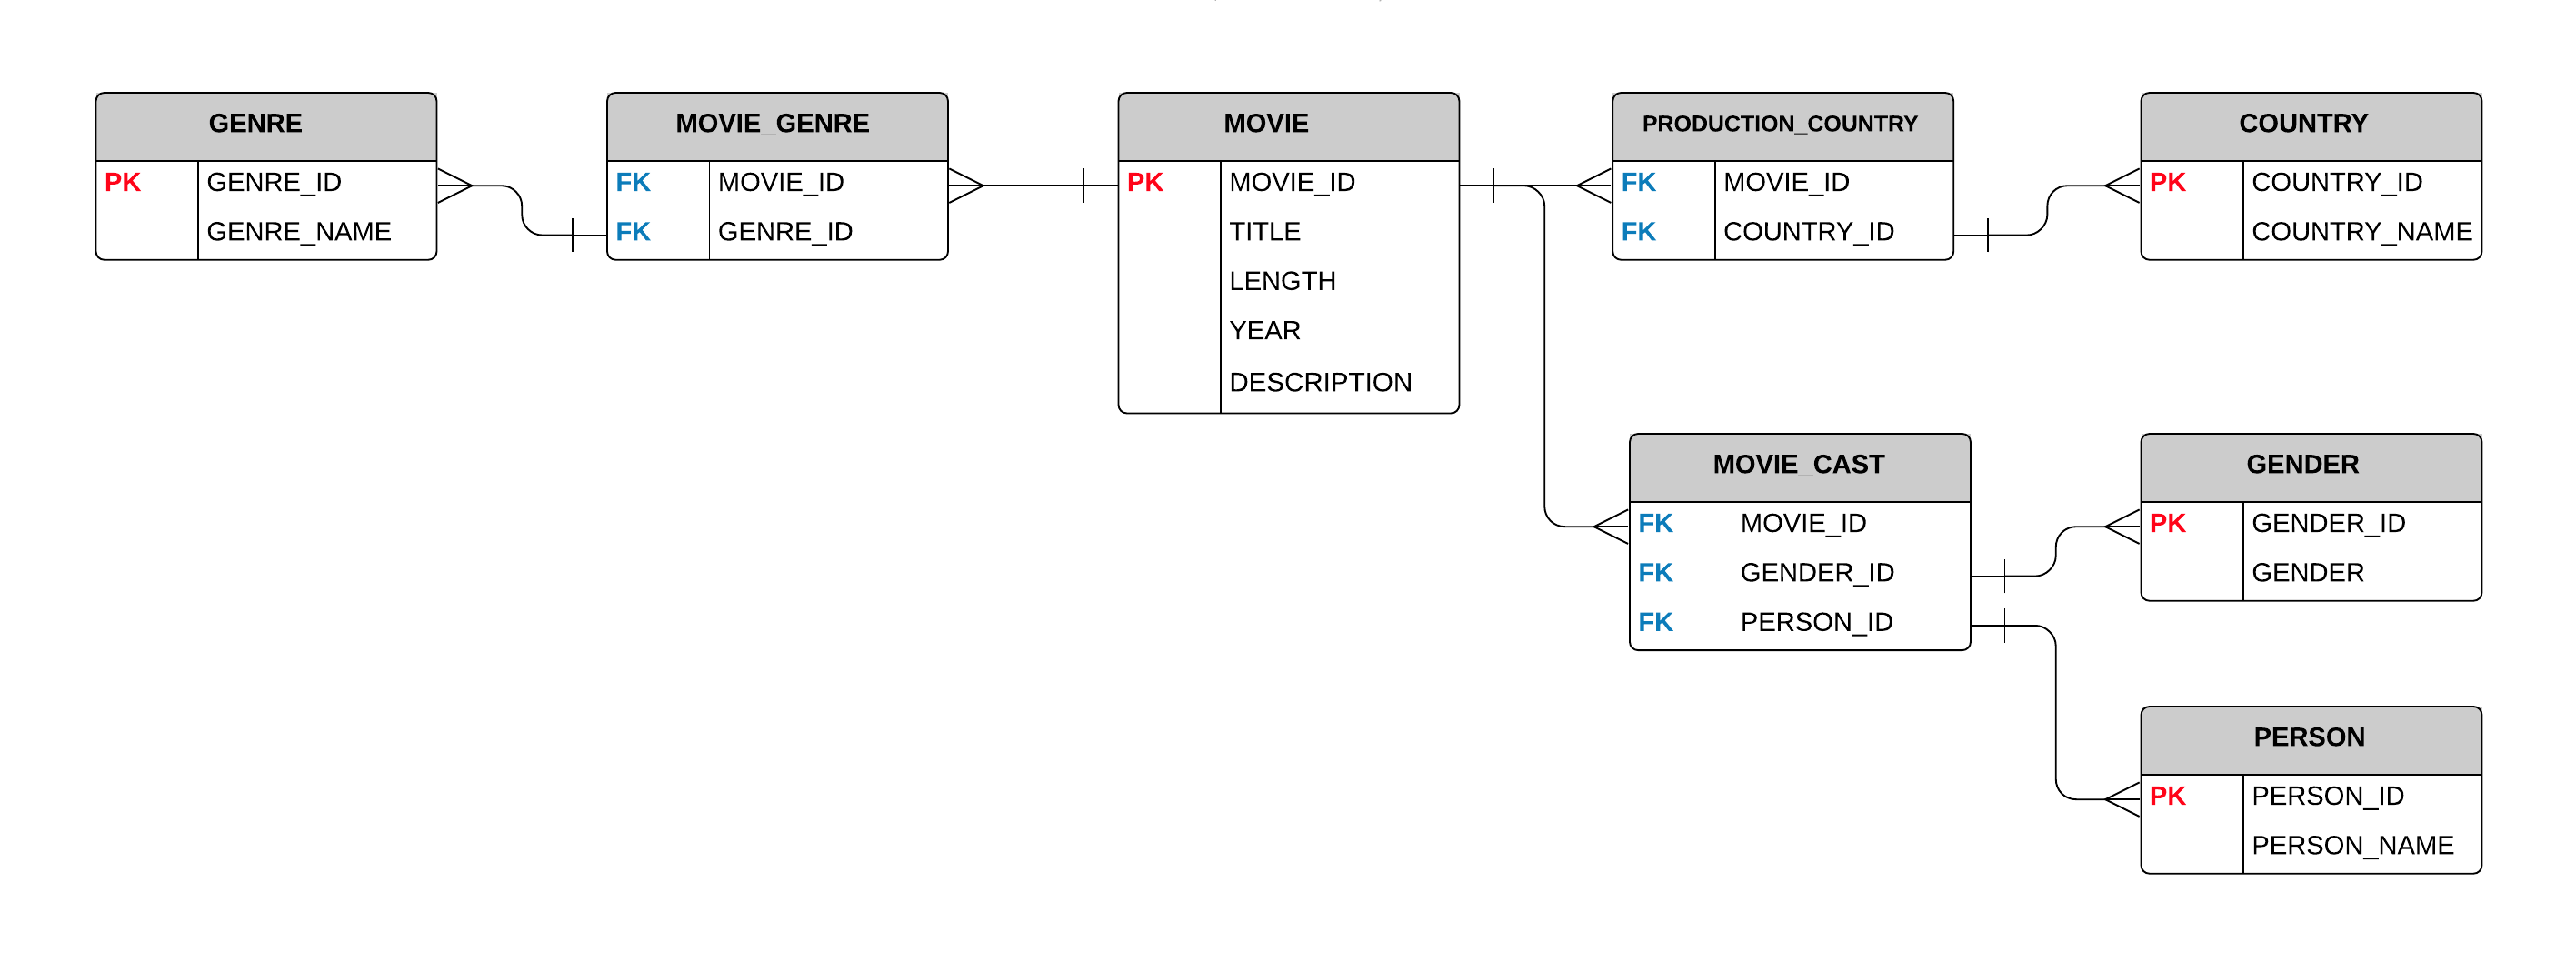 GENRE
PK GENRE_ID
GENRE_NAME
MOVIE_GENRE
FK MOVIE_ID
FK GENRE_ID
MOVIE
PK MOVIE_ID
TITLE
LENGTH
YEAR
DESCRIPTION
PRODUCTION_COUNTRY
FK MOVIE_ID
FK COUNTRY_ID
COUNTRY
PK COUNTRY_ID
COUNTRY_NAME
MOVIE_CAST
FK MOVIE_ID
FK GENDER_ID
FK PERSON_ID
GENDER
PK GENDER_ID
GENDER
PERSON
PK PERSON_ID
PERSON_NAME